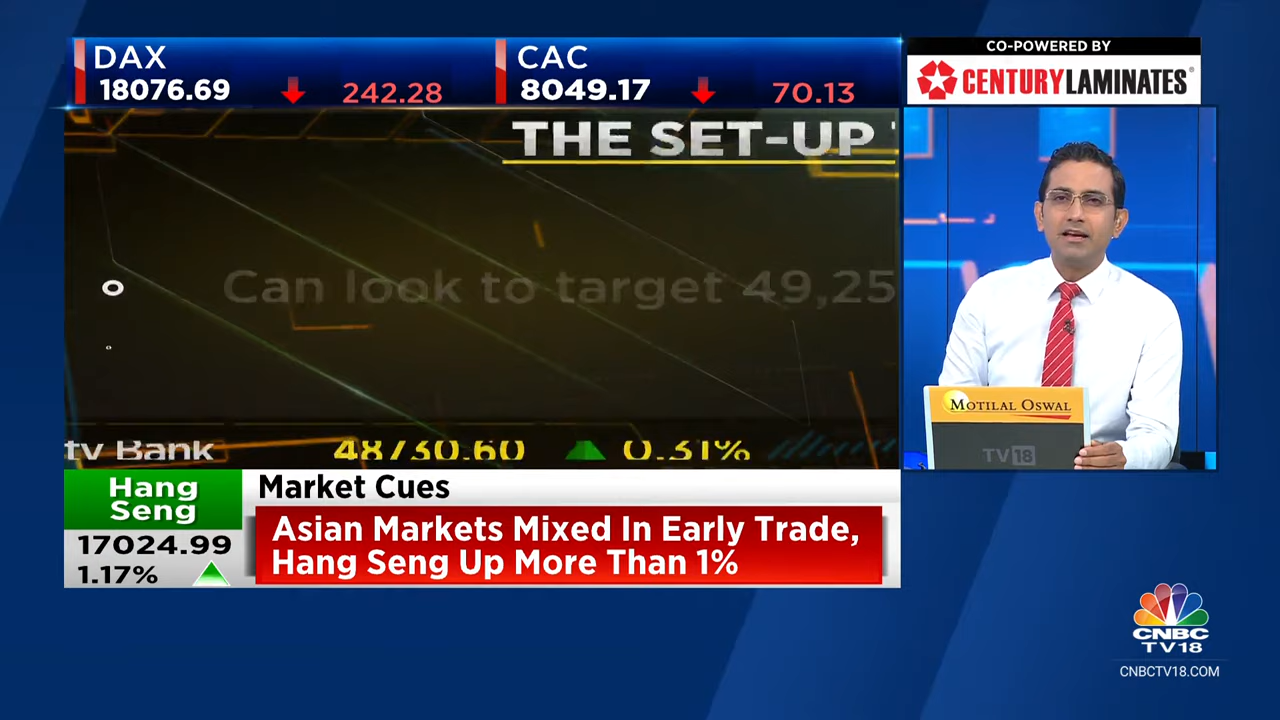 DAX
18076.69 242.28
CAC
8049.17 70.13
CO-POWERED BY
CENTURYLAMINATES®
THE SET-UP
Can look to target 49,25
MOTILAL OSWAL
TV18
tv Bank 48730.60 0.31%
Hang
Seng
17024.99
1.17%
Market Cues
Asian Markets Mixed In Early Trade,
Hang Seng Up More Than 1%
CNBC
TV18
CNBCTV18.COM